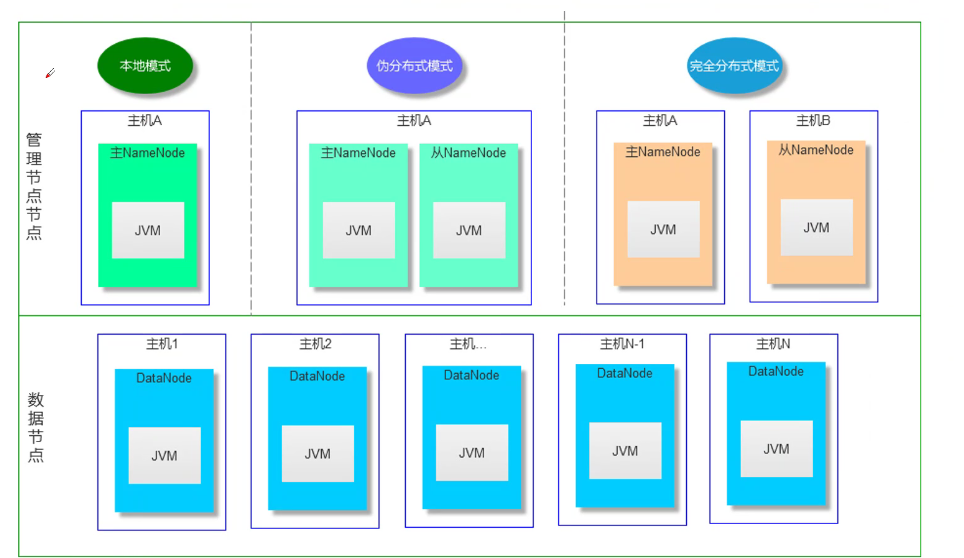 本地模式
伪分布式模式
完全分布式模式
管理节点节点
主机A
主NameNode
JVM
主机A
主NameNode
从NameNode
JVM
JVM
主机A
主NameNode
JVM
主机B
从NameNode
JVM
数据节点
主机1
DataNode
JVM
主机2
DataNode
JVM
主机...
DataNode
JVM
主机N-1
DataNode
JVM
主机N
DataNode
JVM